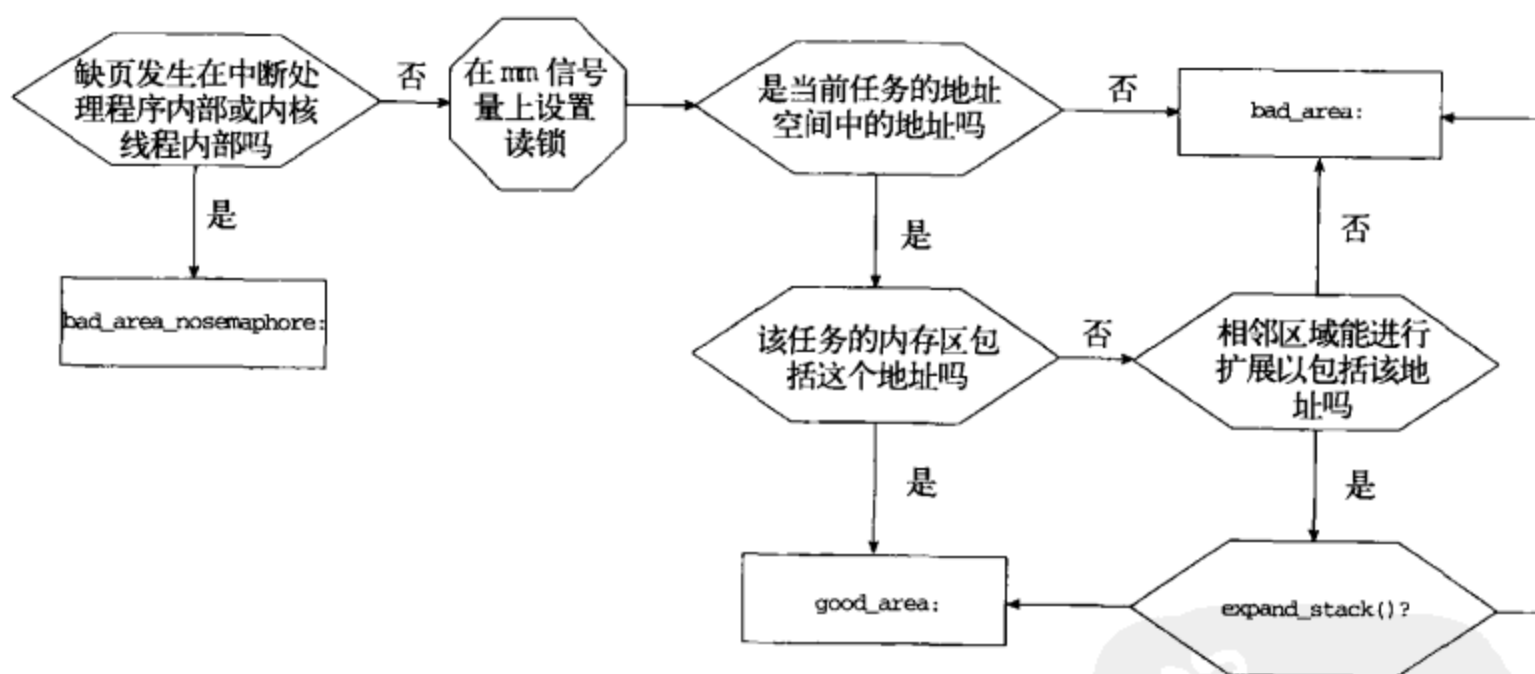 缺页发生在中断处
理程序内部或内核
线程内部吗
否
在 mm 信号
量上设置
读锁
是当前任务的地址
空间中的地址吗
否
bad_area:
是
bad_area_nosemaphore:
是
否
该任务的内存区包
括这个地址吗
否
相邻区域能进行
扩展以包括该地
址吗
是
是
good_area:
expand_stack()?